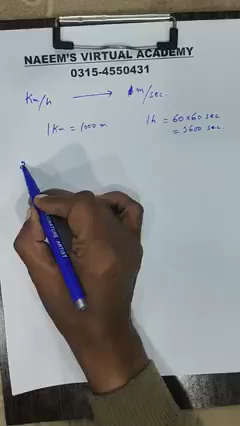 NAEEM'S VIRTUAL ACADEMY
0315-4550431
Km/h ⟶ m/sec.
1 Km = 1000 m
1h = 60×60 sec
= 3600 sec.